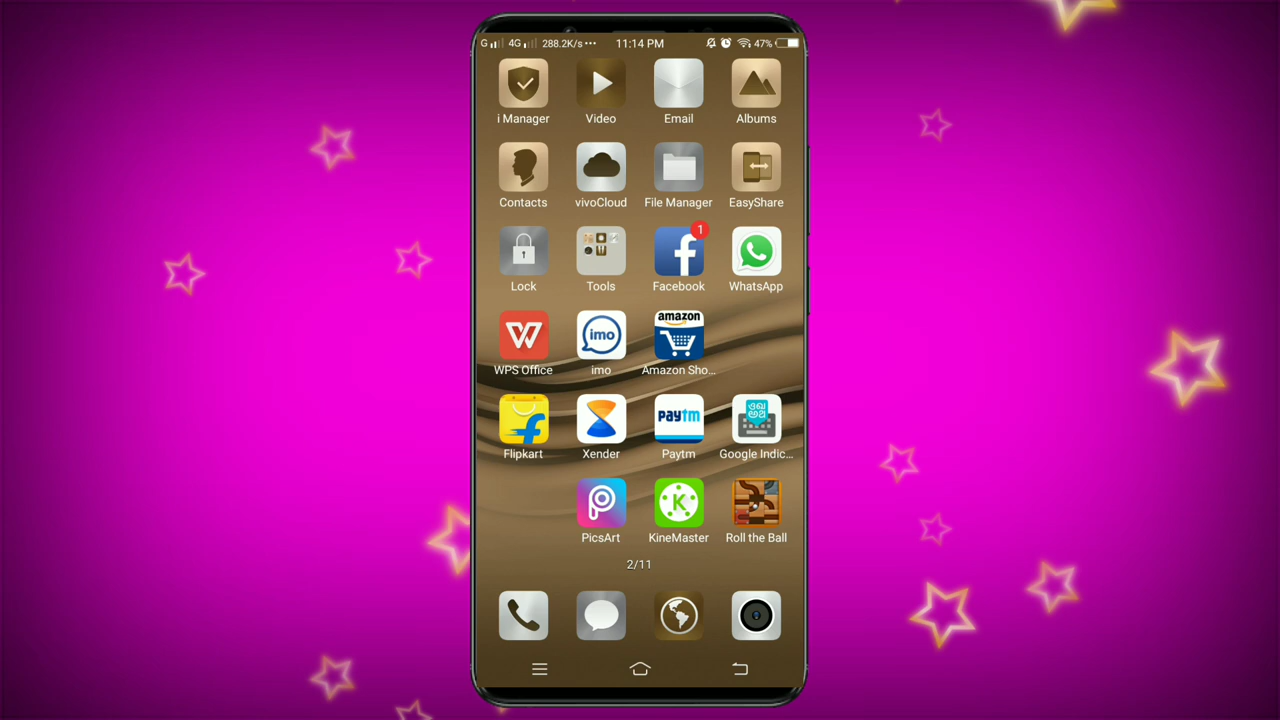 G 4G 288.2K/s ••• 11:14 PM 47%
i Manager Video Email Albums
Contacts vivoCloud File Manager EasyShare
1
Lock Tools Facebook WhatsApp
imo amazon
WPS Office imo Amazon Sho...
paytm
Flipkart Xender Paytm Google Indic...
PicsArt KineMaster Roll the Ball
2/11